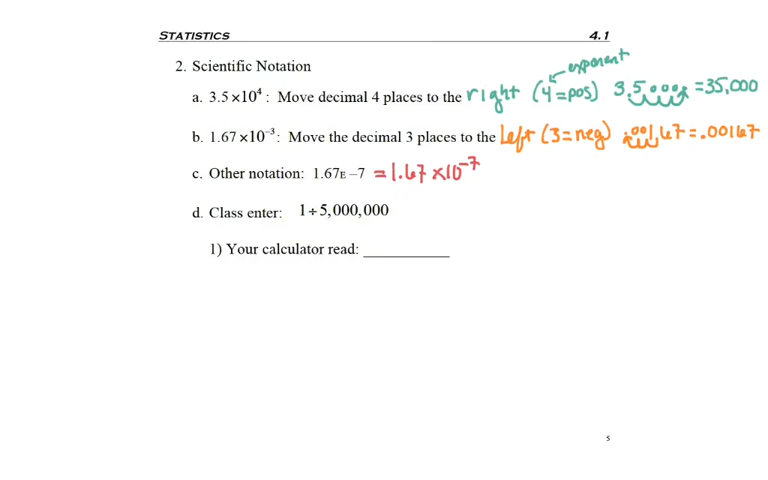 STATISTICS 4.1
2. Scientific Notation
exponent
a. 3.5 × 10⁴ : Move decimal 4 places to the right (4 = pos) 3.5000. = 35,000
b. 1.67 × 10⁻³ : Move the decimal 3 places to the Left (3 = neg) .001.67 = .00167
c. Other notation: 1.67E –7 = 1.67 × 10⁻⁷
d. Class enter: 1 ÷ 5,000,000
1) Your calculator read: __________
5